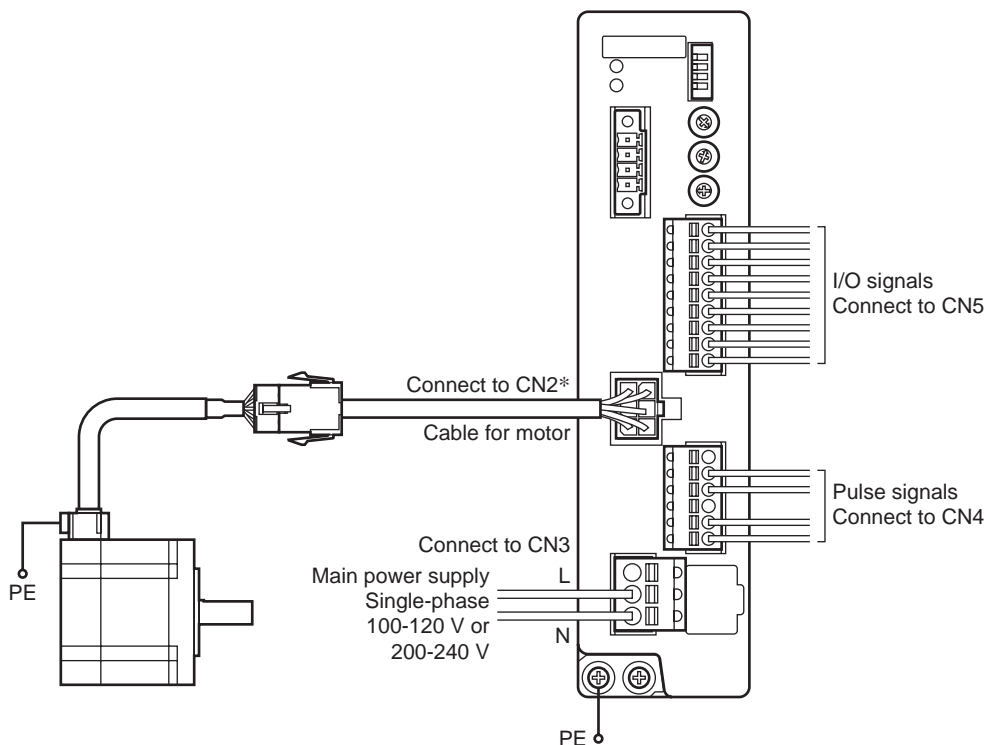 I/O signals
Connect to CN5
Connect to CN2*
Cable for motor
Pulse signals
Connect to CN4
Connect to CN3
Main power supply
Single-phase
100-120 V or
200-240 V
L
N
PE
PE